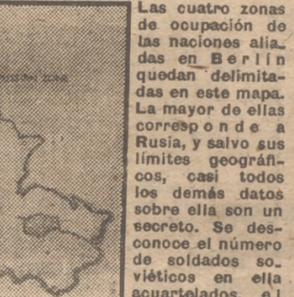 Las cuatro zonas
de ocupación de
las naciones alia-
das en Berlín
quedan delimita-
das en este mapa.
La mayor de ellas
corresponde a
Rusia, y salvo sus
límites geográfi-
cos, casi todos
los demás datos
sobre ella son un
secreto. Se des-
conoce el número
de soldados so-
viéticos en ella
acuartelados